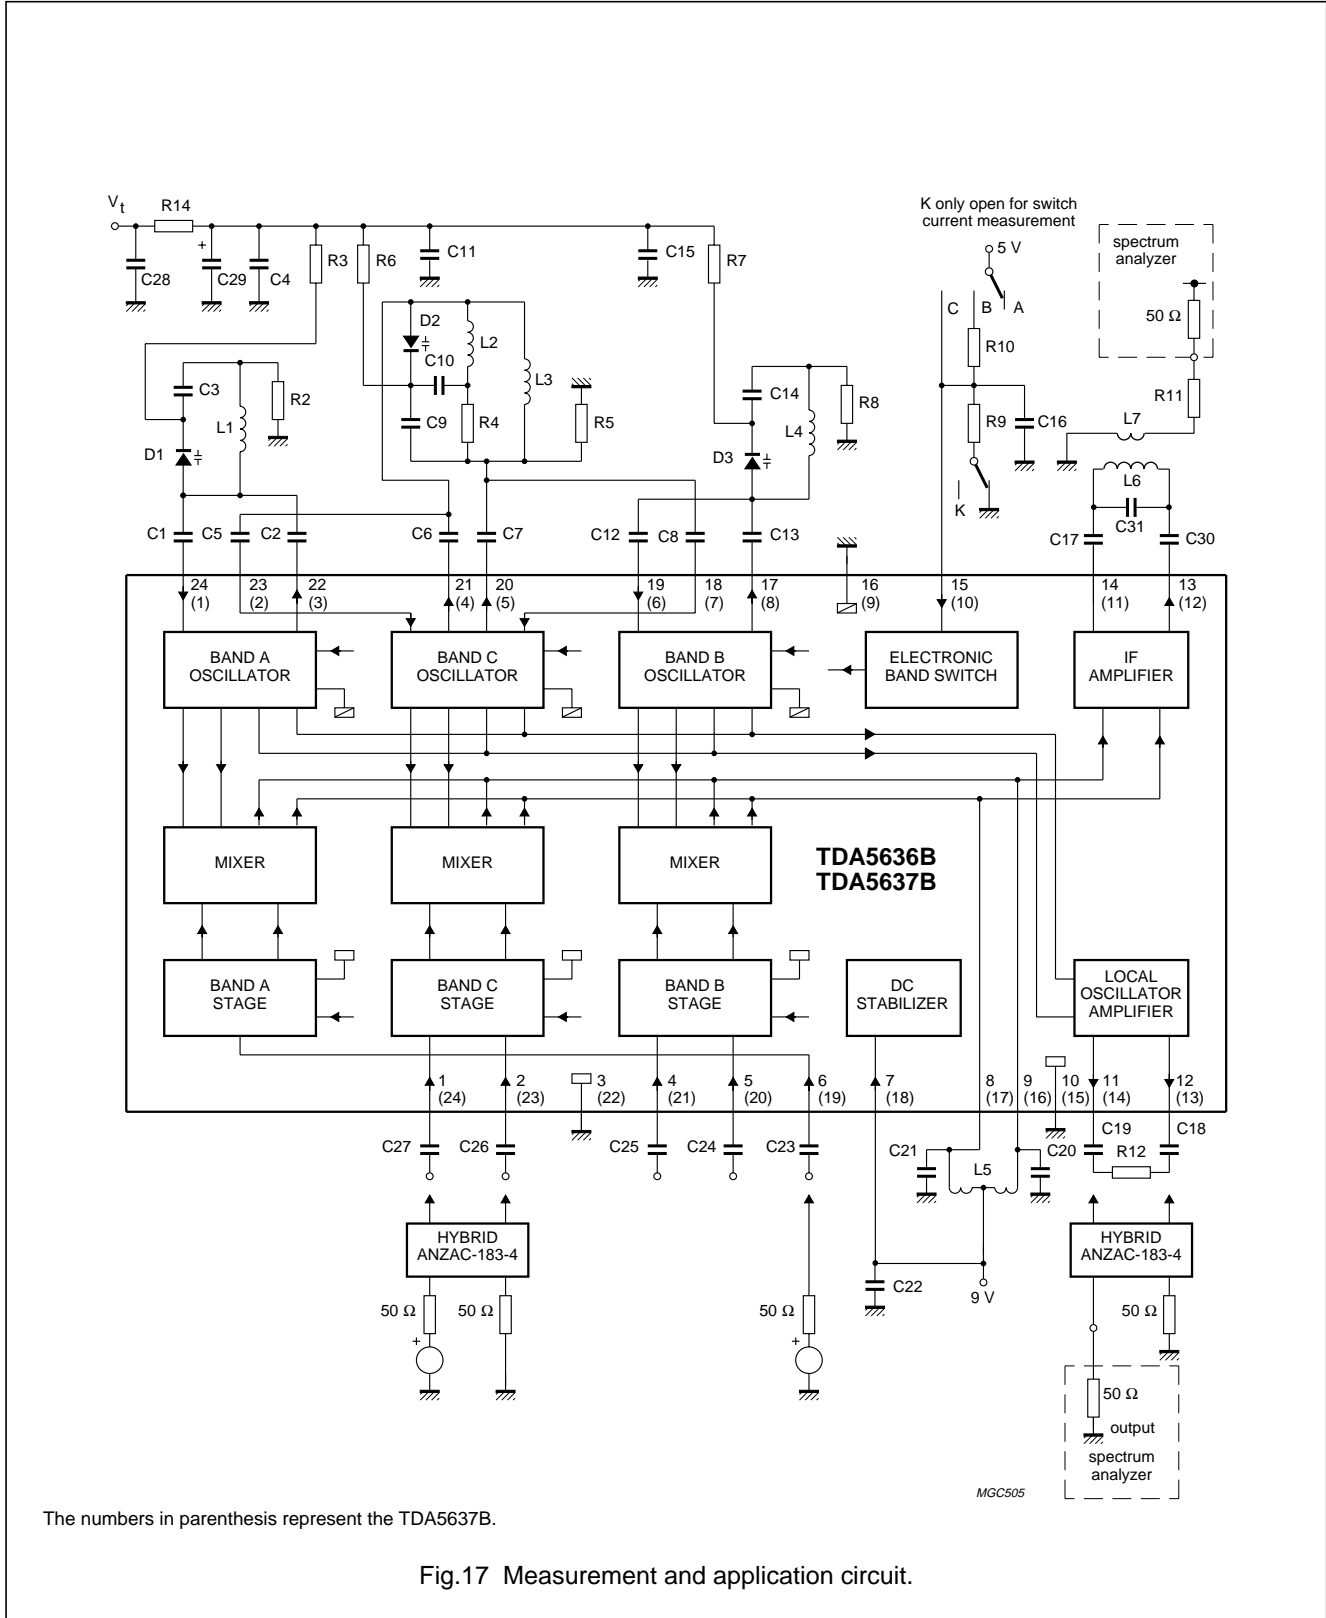 K only open for switch
current measurement
Vt
R14
5 V
spectrum
analyzer
+
C28
C29
C4
R3
R6
C11
C15
R7
C
B
A
50 Ω
D2
L2
C10
R10
C3
R2
L3
C14
R8
R11
L1
C9
R4
R5
L4
R9
C16
L7
D1
D3
L6
K
C31
C1
C5
C2
C6
C7
C12
C8
C13
C17
C30
24
(1)
23
(2)
22
(3)
21
(4)
20
(5)
19
(6)
18
(7)
17
(8)
16
(9)
15
(10)
14
(11)
13
(12)
BAND A
OSCILLATOR
BAND C
OSCILLATOR
BAND B
OSCILLATOR
ELECTRONIC
BAND SWITCH
IF
AMPLIFIER
MIXER
MIXER
MIXER
TDA5636B
TDA5637B
BAND A
STAGE
BAND C
STAGE
BAND B
STAGE
DC
STABILIZER
LOCAL
OSCILLATOR
AMPLIFIER
1
(24)
2
(23)
3
(22)
4
(21)
5
(20)
6
(19)
7
(18)
8
(17)
9
(16)
10
(15)
11
(14)
12
(13)
C27
C26
C25
C24
C23
C21
L5
C20
C19
R12
C18
HYBRID
ANZAC-183-4
HYBRID
ANZAC-183-4
C22
9 V
50 Ω
50 Ω
50 Ω
50 Ω
+
+
50 Ω
output
spectrum
analyzer
MGC505
The numbers in parenthesis represent the TDA5637B.
Fig.17 Measurement and application circuit.